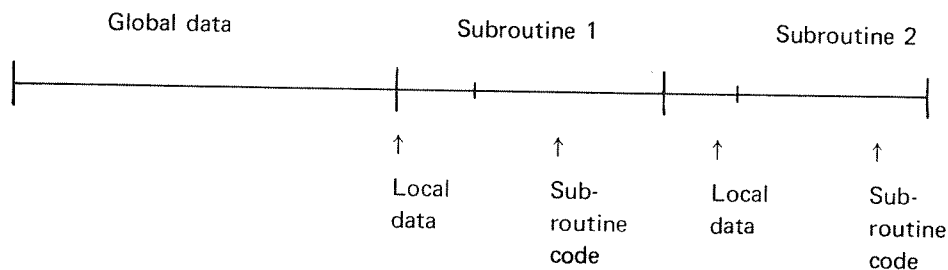 Global data
Subroutine 1
Subroutine 2
↑ ↑ ↑ ↑
Local
data
Sub-
routine
code
Local
data
Sub-
routine
code